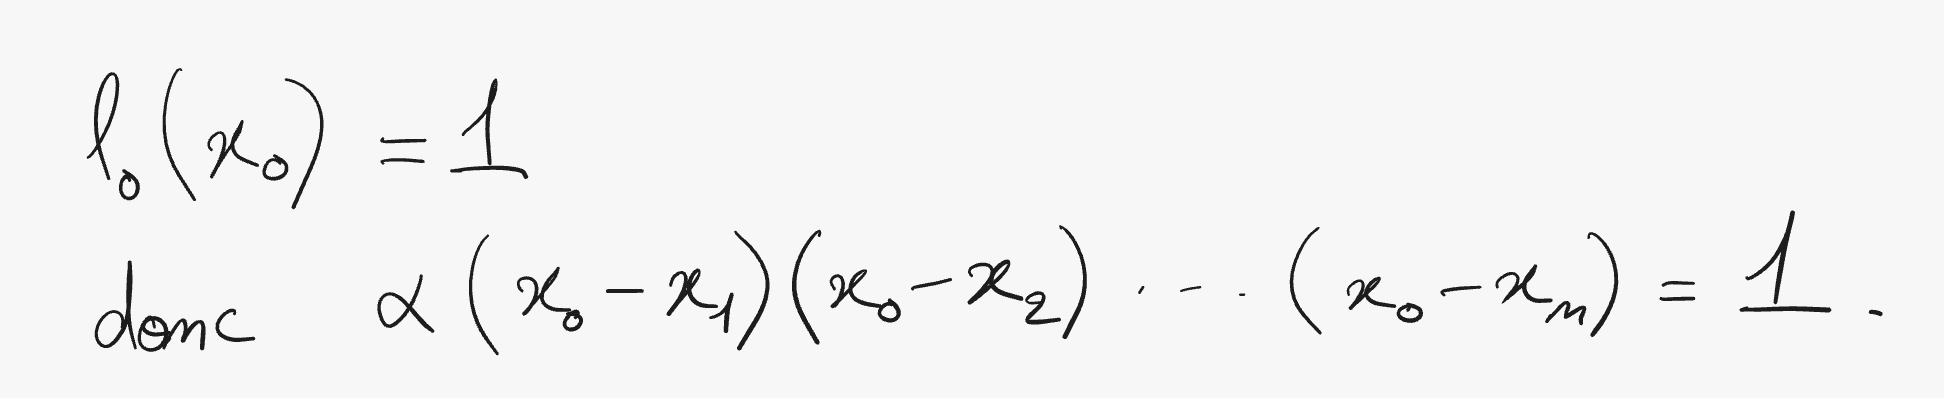 l₀(x₀) = 1
donc α(x₀ − x₁)(x₀ − x₂) ⋯ (x₀ − xₙ) = 1.